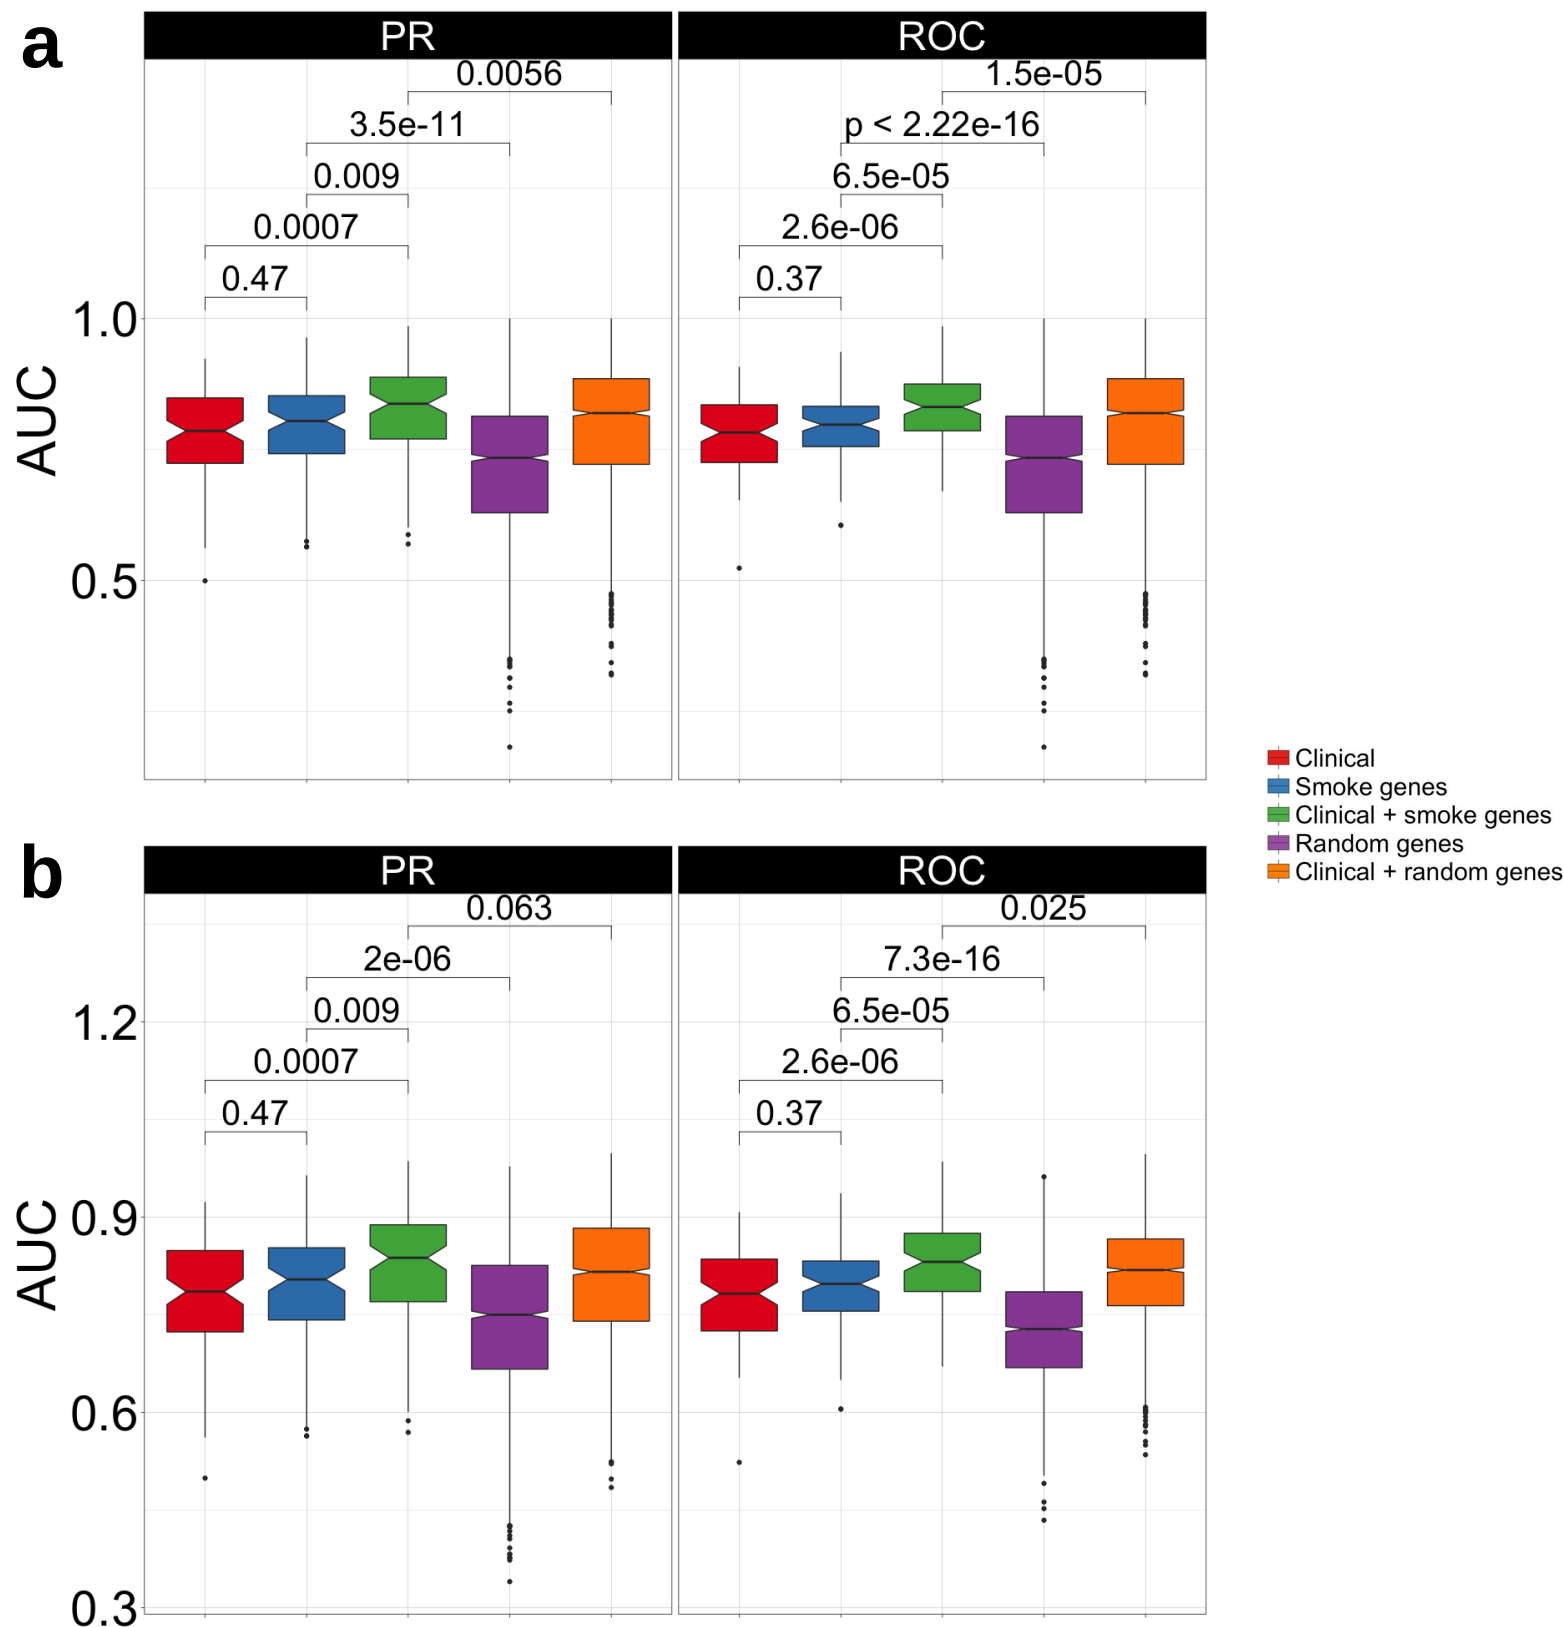 a
PR
ROC
0.0056
1.5e-05
3.5e-11
p < 2.22e-16
0.009
6.5e-05
0.0007
2.6e-06
0.47
0.37
1.0
AUC
0.5
Clinical
Smoke genes
Clinical + smoke genes
Random genes
Clinical + random genes
b
PR
ROC
0.063
0.025
2e-06
7.3e-16
0.009
6.5e-05
1.2
0.0007
2.6e-06
0.47
0.37
0.9
AUC
0.6
0.3